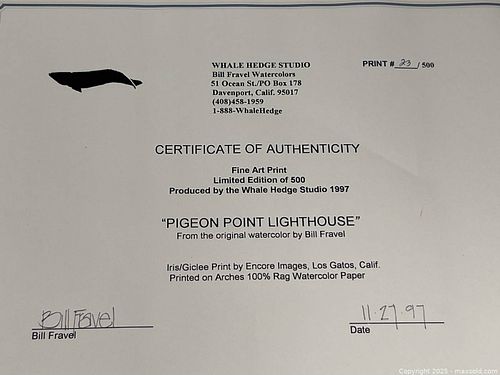 WHALE HEDGE STUDIO
Bill Fravel Watercolors
51 Ocean St./PO Box 178
Davenport, Calif. 95017
(408)458-1959
1-888-WhaleHedge
PRINT # 23 /500
CERTIFICATE OF AUTHENTICITY
Fine Art Print
Limited Edition of 500
Produced by the Whale Hedge Studio 1997
"PIGEON POINT LIGHTHOUSE"
From the original watercolor by Bill Fravel
Iris/Giclee Print by Encore Images, Los Gatos, Calif.
Printed on Arches 100% Rag Watercolor Paper
Bill Fravel
Bill Fravel
11·27·97
Date
Copyright 2025 - maxsold.com